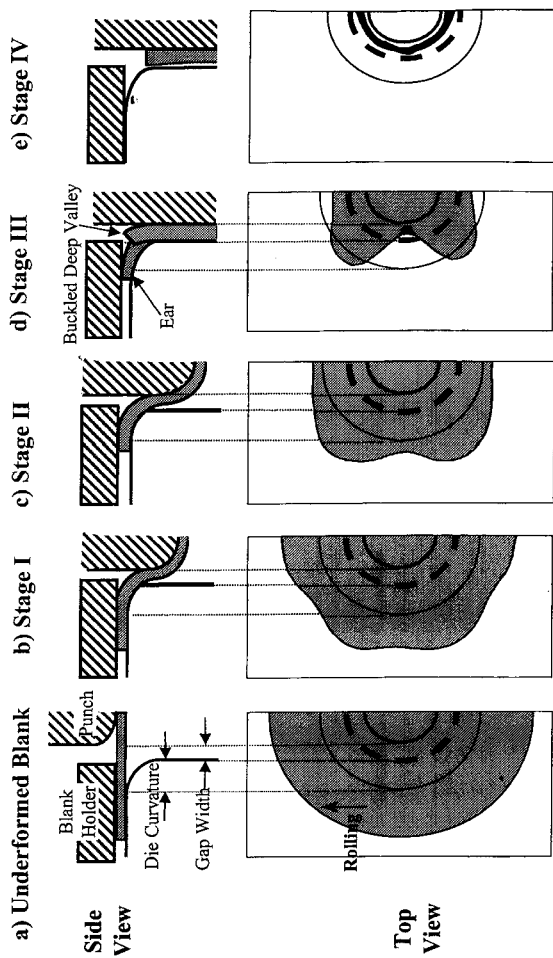 a) Underformed Blank
b) Stage I
c) Stage II
d) Stage III
e) Stage IV
Side
View
Blank
Holder
Punch
Die Curvature
Gap Width
Buckled Deep Valley
Ear
Top
View
Rolling